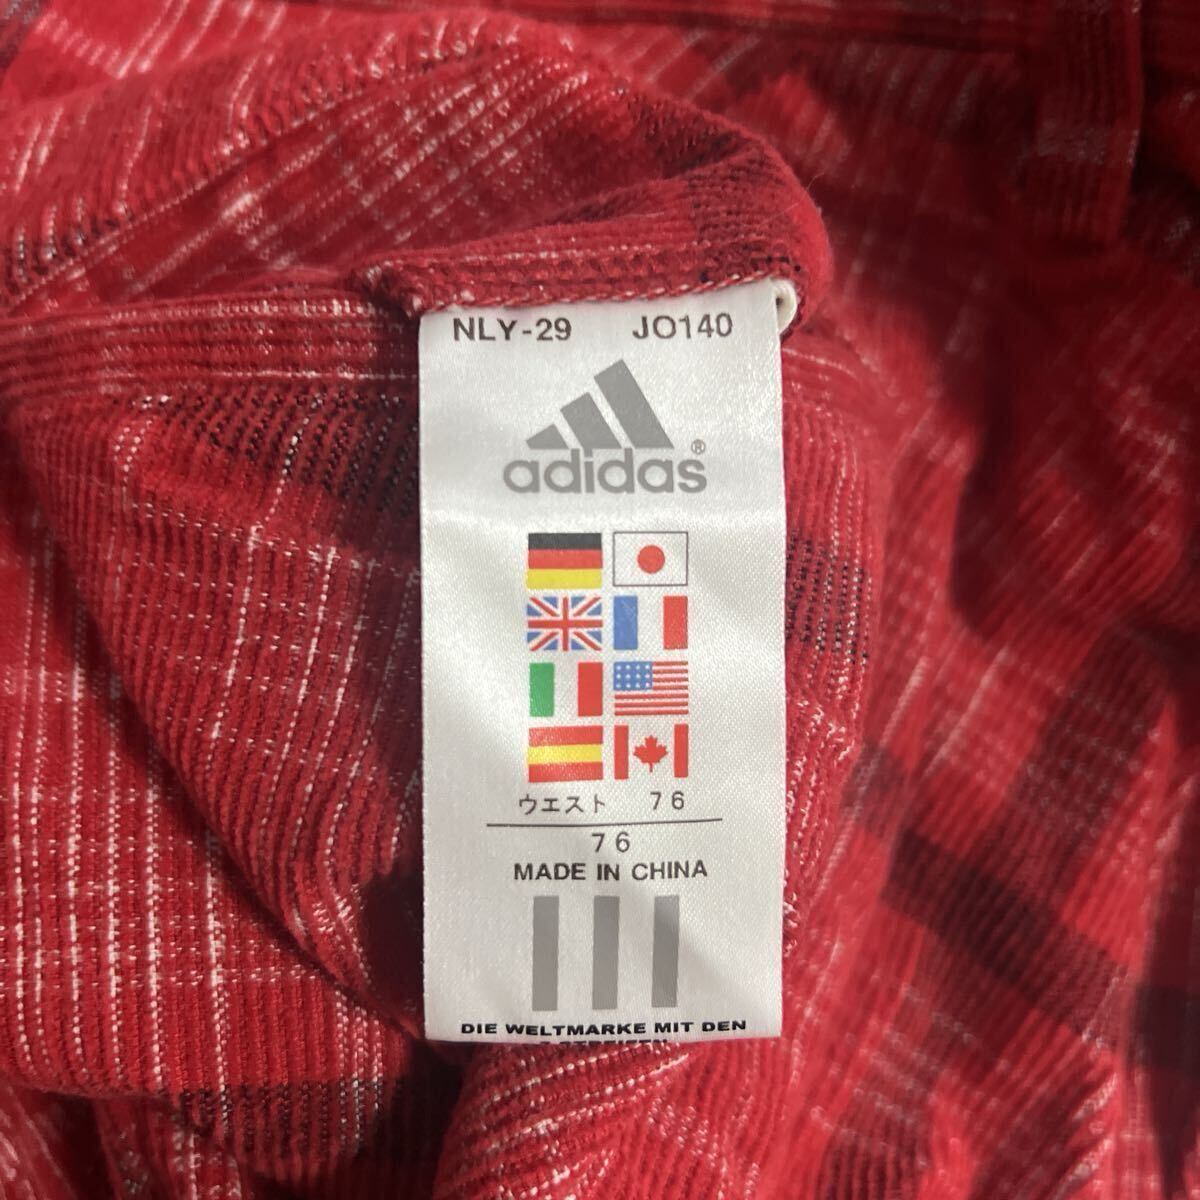 NLY-29 JO140
adidas®
ウエスト 76
76
MADE IN CHINA
DIE WELTMARKE MIT DEN